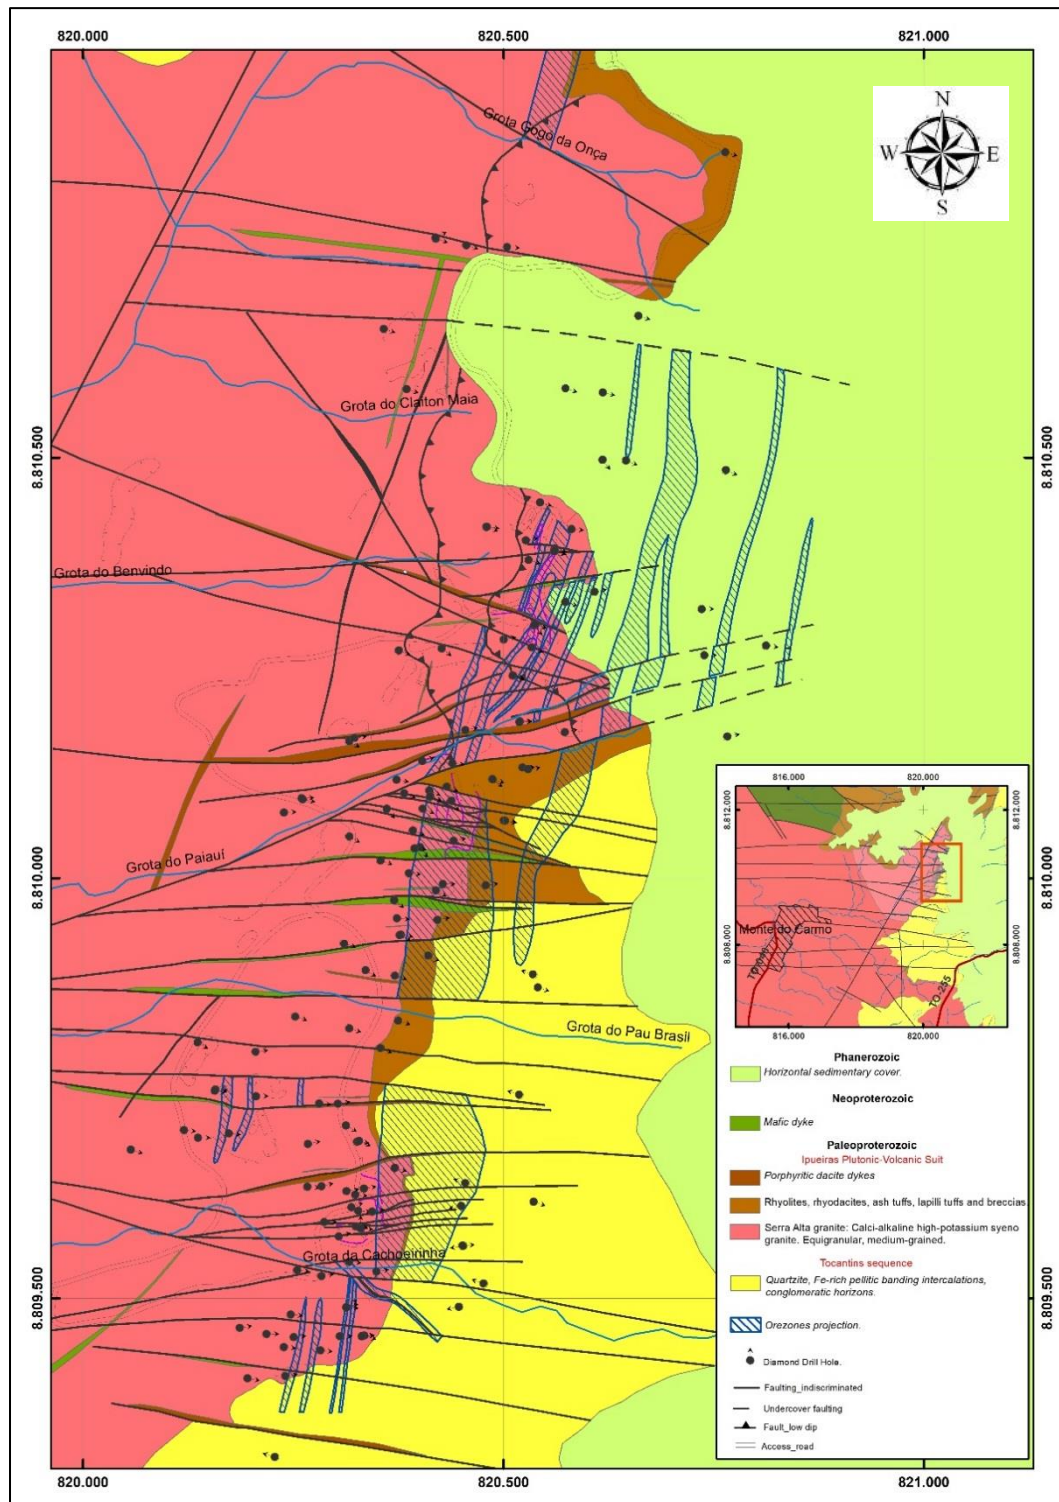 820.000
820.500
821.000
N
W
E
S
Grota Gogó da Onça
Grota do Claiton Maia
8.810.500
8.810.500
Grota do Benvindo
Grota do Paiauí
8.810.000
8.810.000
Grota do Pau Brasil
Grota da Cachoeirinha
8.809.500
8.809.500
816.000
820.000
8.812.000
8.812.000
Monte do Carmo
8.808.000
8.808.000
TO-255
816.000
820.000
Phanerozoic
Horizontal sedimentary cover.
Neoproterozoic
Mafic dyke
Paleoproterozoic
Ipueiras Plutonic-Volcanic Suit
Porphyritic dacite dykes
Rhyolites, rhyodacites, ash tuffs, lapilli tuffs and breccias.
Serra Alta granite: Calci-alkaline high-potassium syeno
granite. Equigranular, medium-grained.
Tocantins sequence
Quartzite, Fe-rich pellitic banding intercalations,
conglomeratic horizons.
Orezones projection.
Diamond Drill Hole.
Faulting_indiscriminated
Undercover faulting
Fault_low dip
Access_road
820.000
820.500
821.000